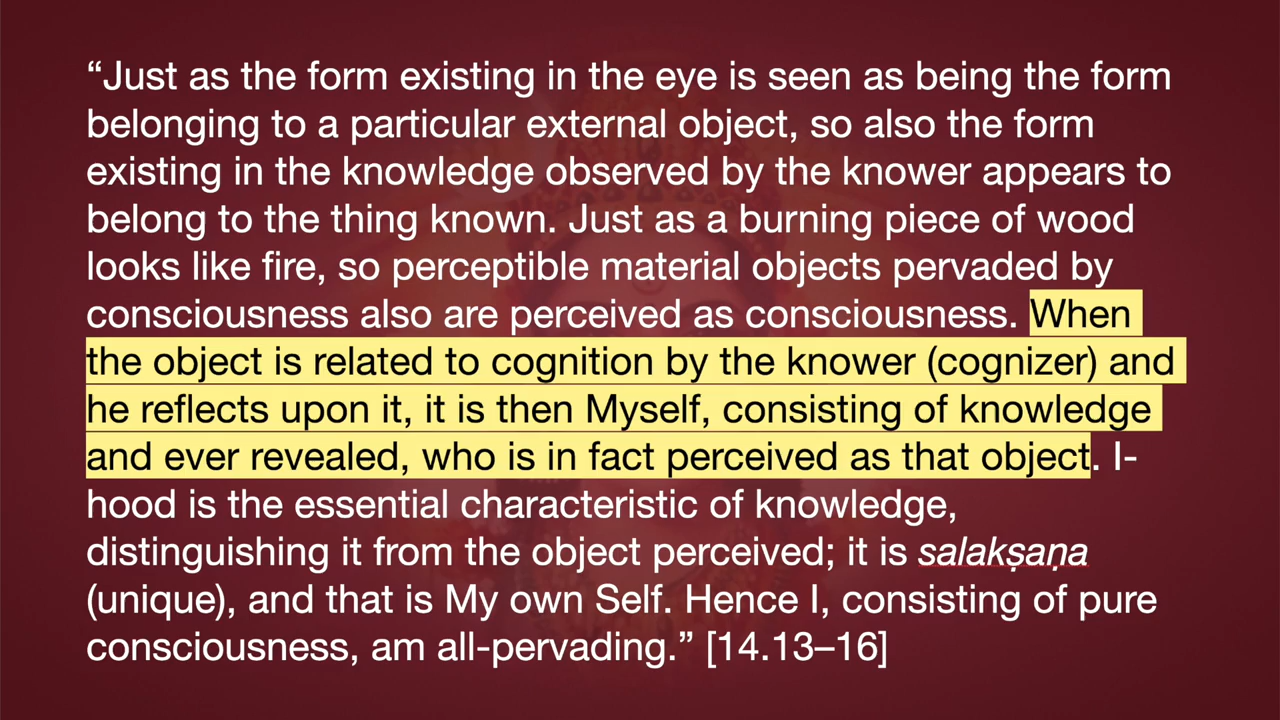 “Just as the form existing in the eye is seen as being the form
belonging to a particular external object, so also the form
existing in the knowledge observed by the knower appears to
belong to the thing known. Just as a burning piece of wood
looks like fire, so perceptible material objects pervaded by
consciousness also are perceived as consciousness. When
the object is related to cognition by the knower (cognizer) and
he reflects upon it, it is then Myself, consisting of knowledge
and ever revealed, who is in fact perceived as that object. I-
hood is the essential characteristic of knowledge,
distinguishing it from the object perceived; it is salakṣaṇa
(unique), and that is My own Self. Hence I, consisting of pure
consciousness, am all-pervading.” [14.13–16]